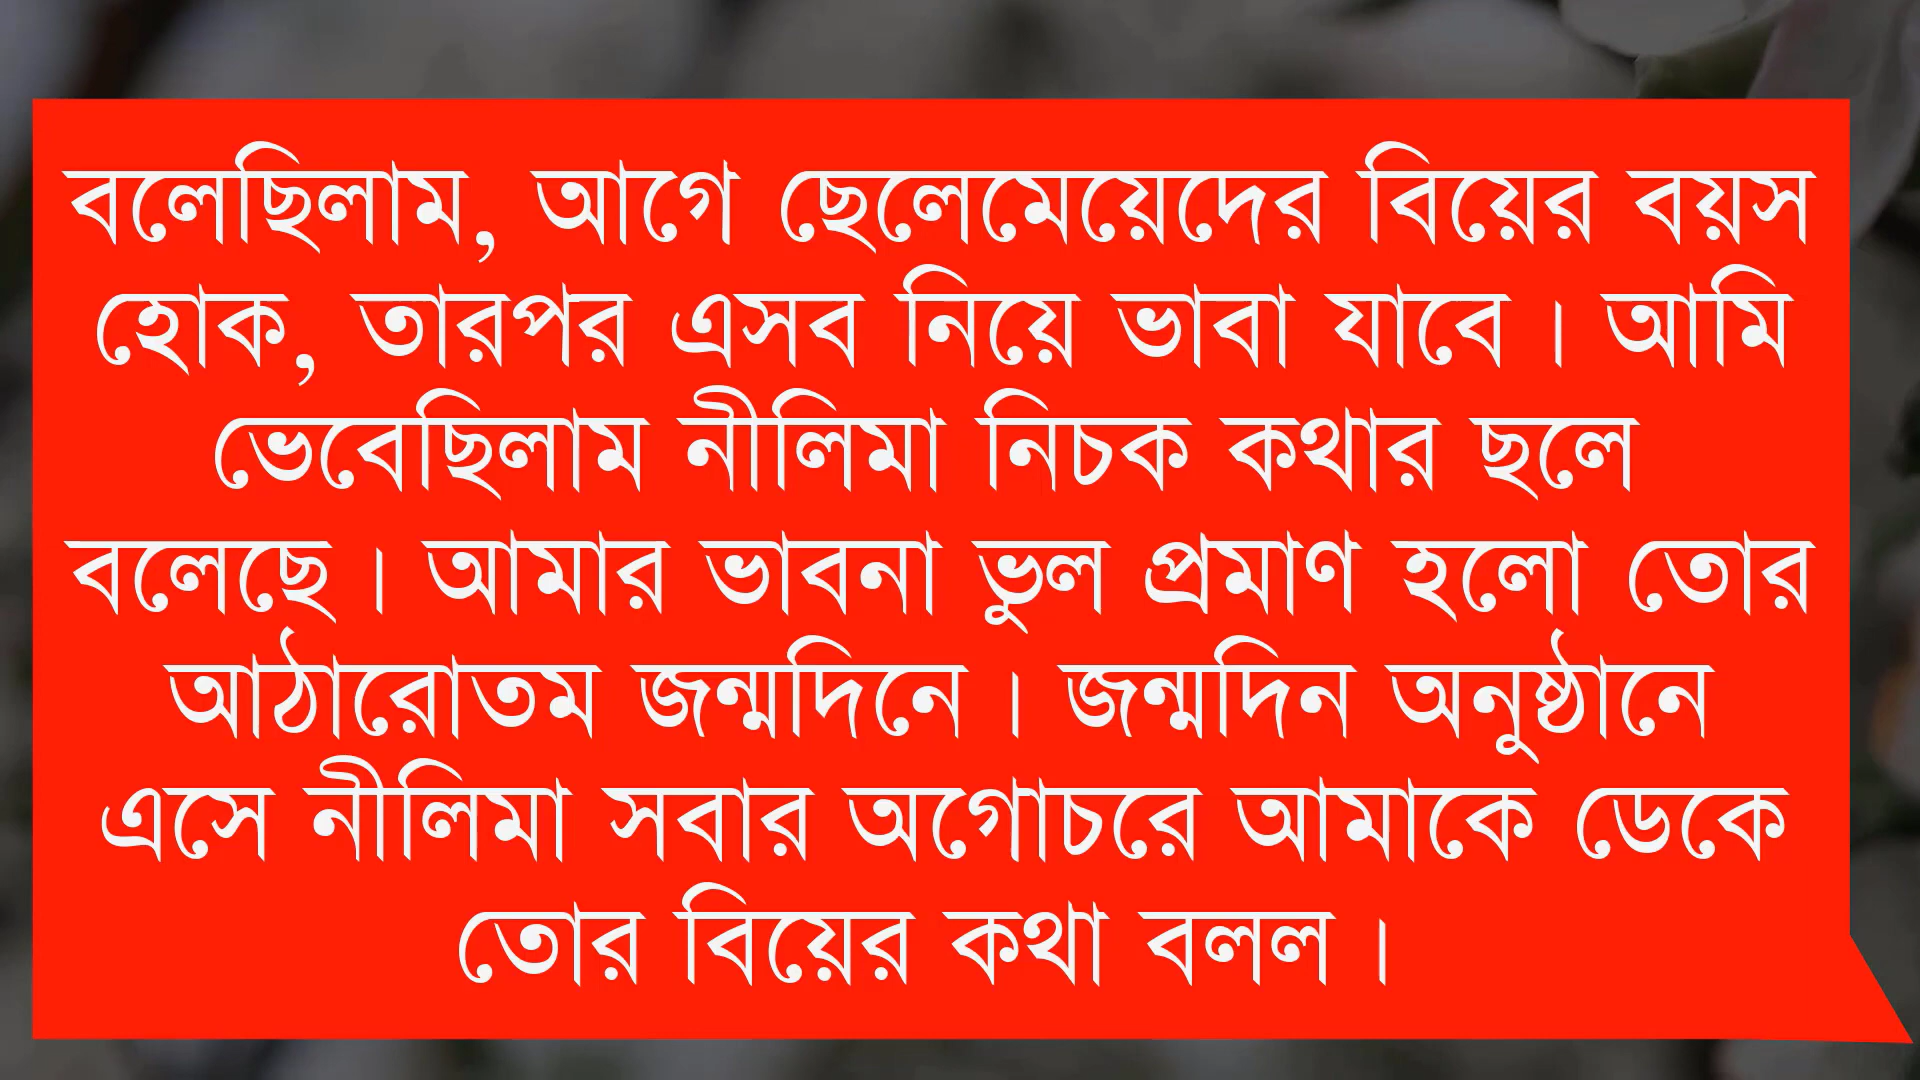 বলেছিলাম, আগে ছেলেমেয়েদের বিয়ের বয়স
হোক, তারপর এসব নিয়ে ভাবা যাবে। আমি
ভেবেছিলাম নীলিমা নিচক কথার ছলে
বলেছে। আমার ভাবনা ভুল প্রমাণ হলো তোর
আঠারোতম জন্মদিনে। জন্মদিন অনুষ্ঠানে
এসে নীলিমা সবার অগোচরে আমাকে ডেকে
তোর বিয়ের কথা বলল।